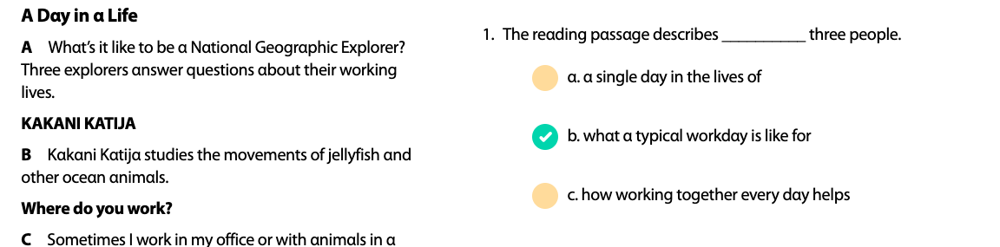 A Day in a Life
A What's it like to be a National Geographic Explorer?
Three explorers answer questions about their working
lives.
KAKANI KATIJA
B Kakani Katija studies the movements of jellyfish and
other ocean animals.
Where do you work?
C Sometimes I work in my office or with animals in a
1. The reading passage describes __________ three people.
a. a single day in the lives of
b. what a typical workday is like for
c. how working together every day helps